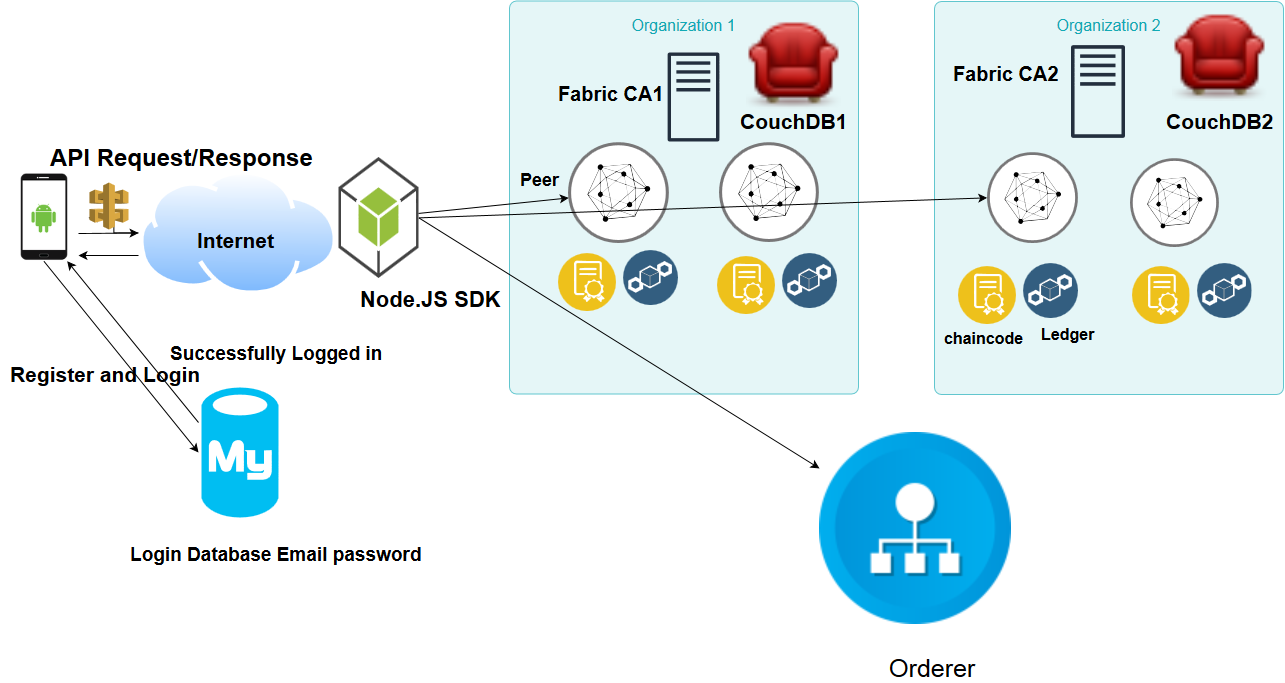 Organization 1
Organization 2
Fabric CA1
Fabric CA2
CouchDB1
CouchDB2
API Request/Response
Peer
Internet
Node.JS SDK
chaincode
Ledger
Successfully Logged in
Register and Login
My
Login Database Email password
Orderer